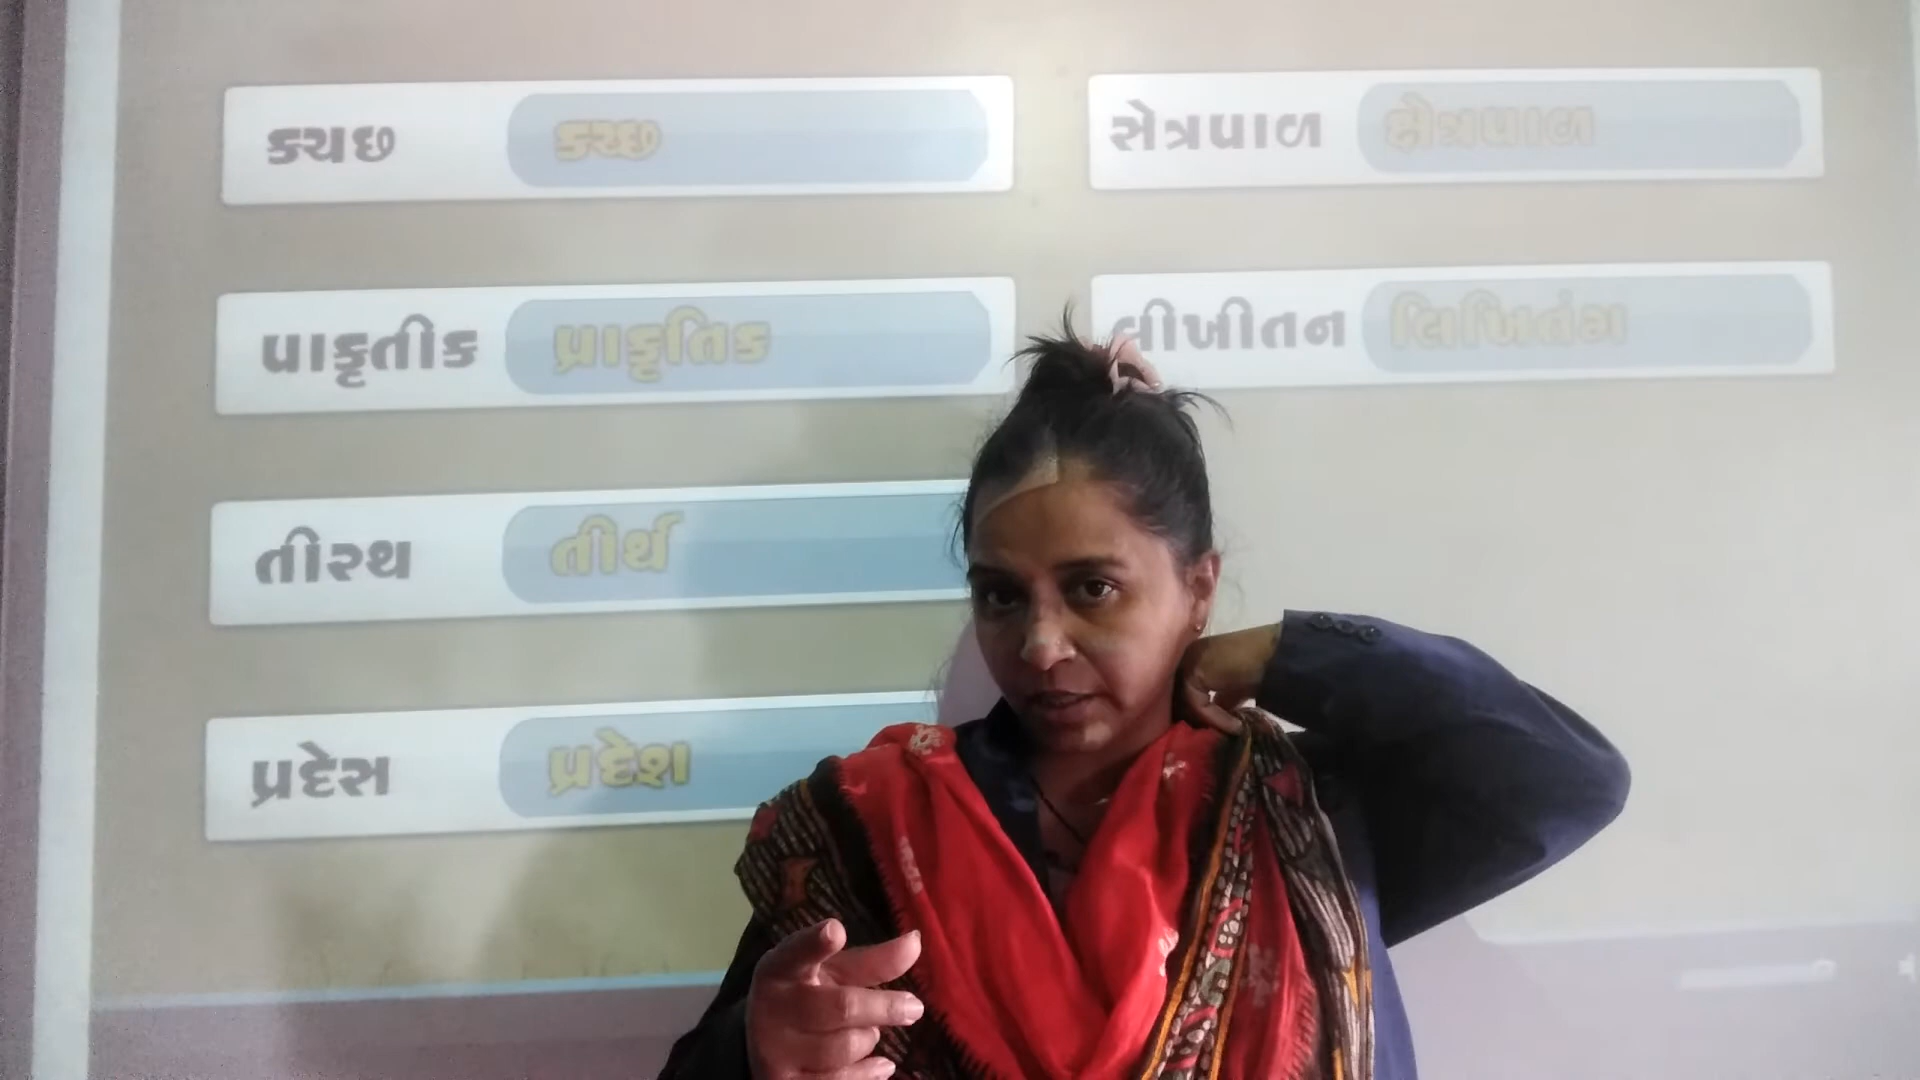 કચછ કચ્છ
પાકૃતીક પ્રાકૃતિક
તીરથ તીર્થ
પ્રદેસ પ્રદેશ
સેત્રપાળ ક્ષેત્રપાળ
લીખીતન લિખિતંગ